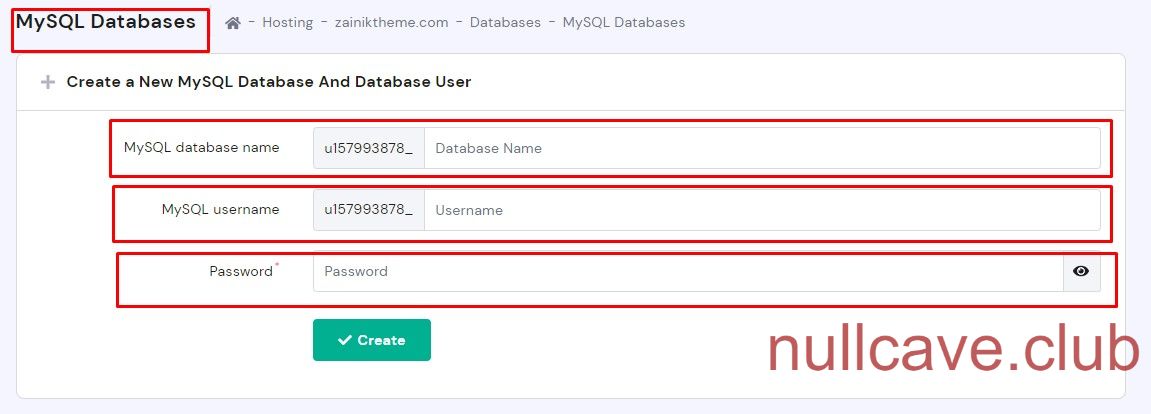 MySQL Databases - Hosting - zainiktheme.com - Databases - MySQL Databases
Create a New MySQL Database And Database User
MySQL database name u157993878_ Database Name
MySQL username u157993878_ Username
Password* Password
Create
nullcave.club